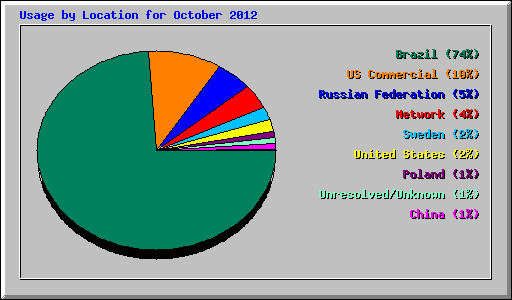 Usage by Location for October 2012
Brazil (74%)
US Commercial (10%)
Russian Federation (5%)
Network (4%)
Sweden (2%)
United States (2%)
Poland (1%)
Unresolved/Unknown (1%)
China (1%)